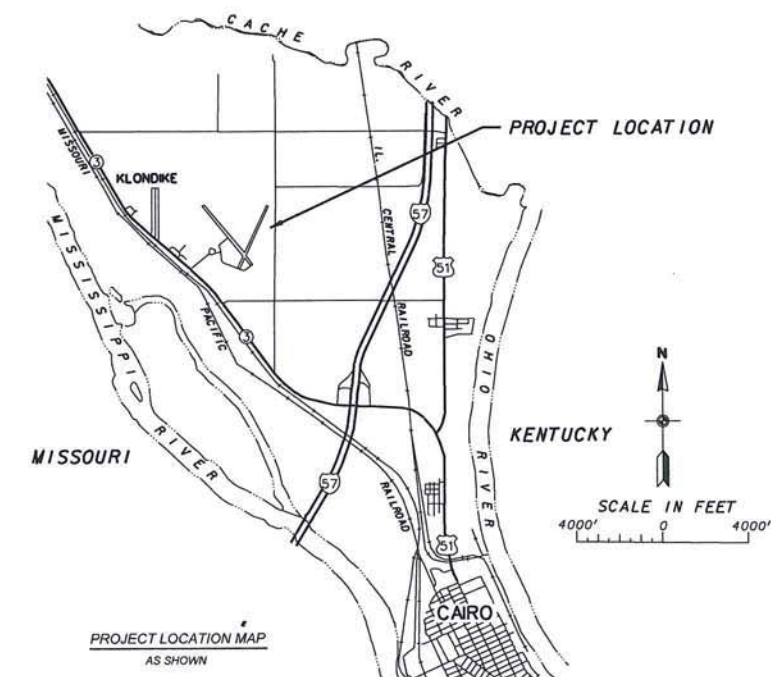 CACHE RIVER
PROJECT LOCATION
MISSOURI
3
KLONDIKE
IL.
CENTRAL
RAILROAD
57
51
MISSISSIPPI RIVER
PACIFIC
3
OHIO RIVER
N
KENTUCKY
MISSOURI
57
RAILROAD
SCALE IN FEET
4000' 0 4000'
51
CAIRO
PROJECT LOCATION MAP
AS SHOWN